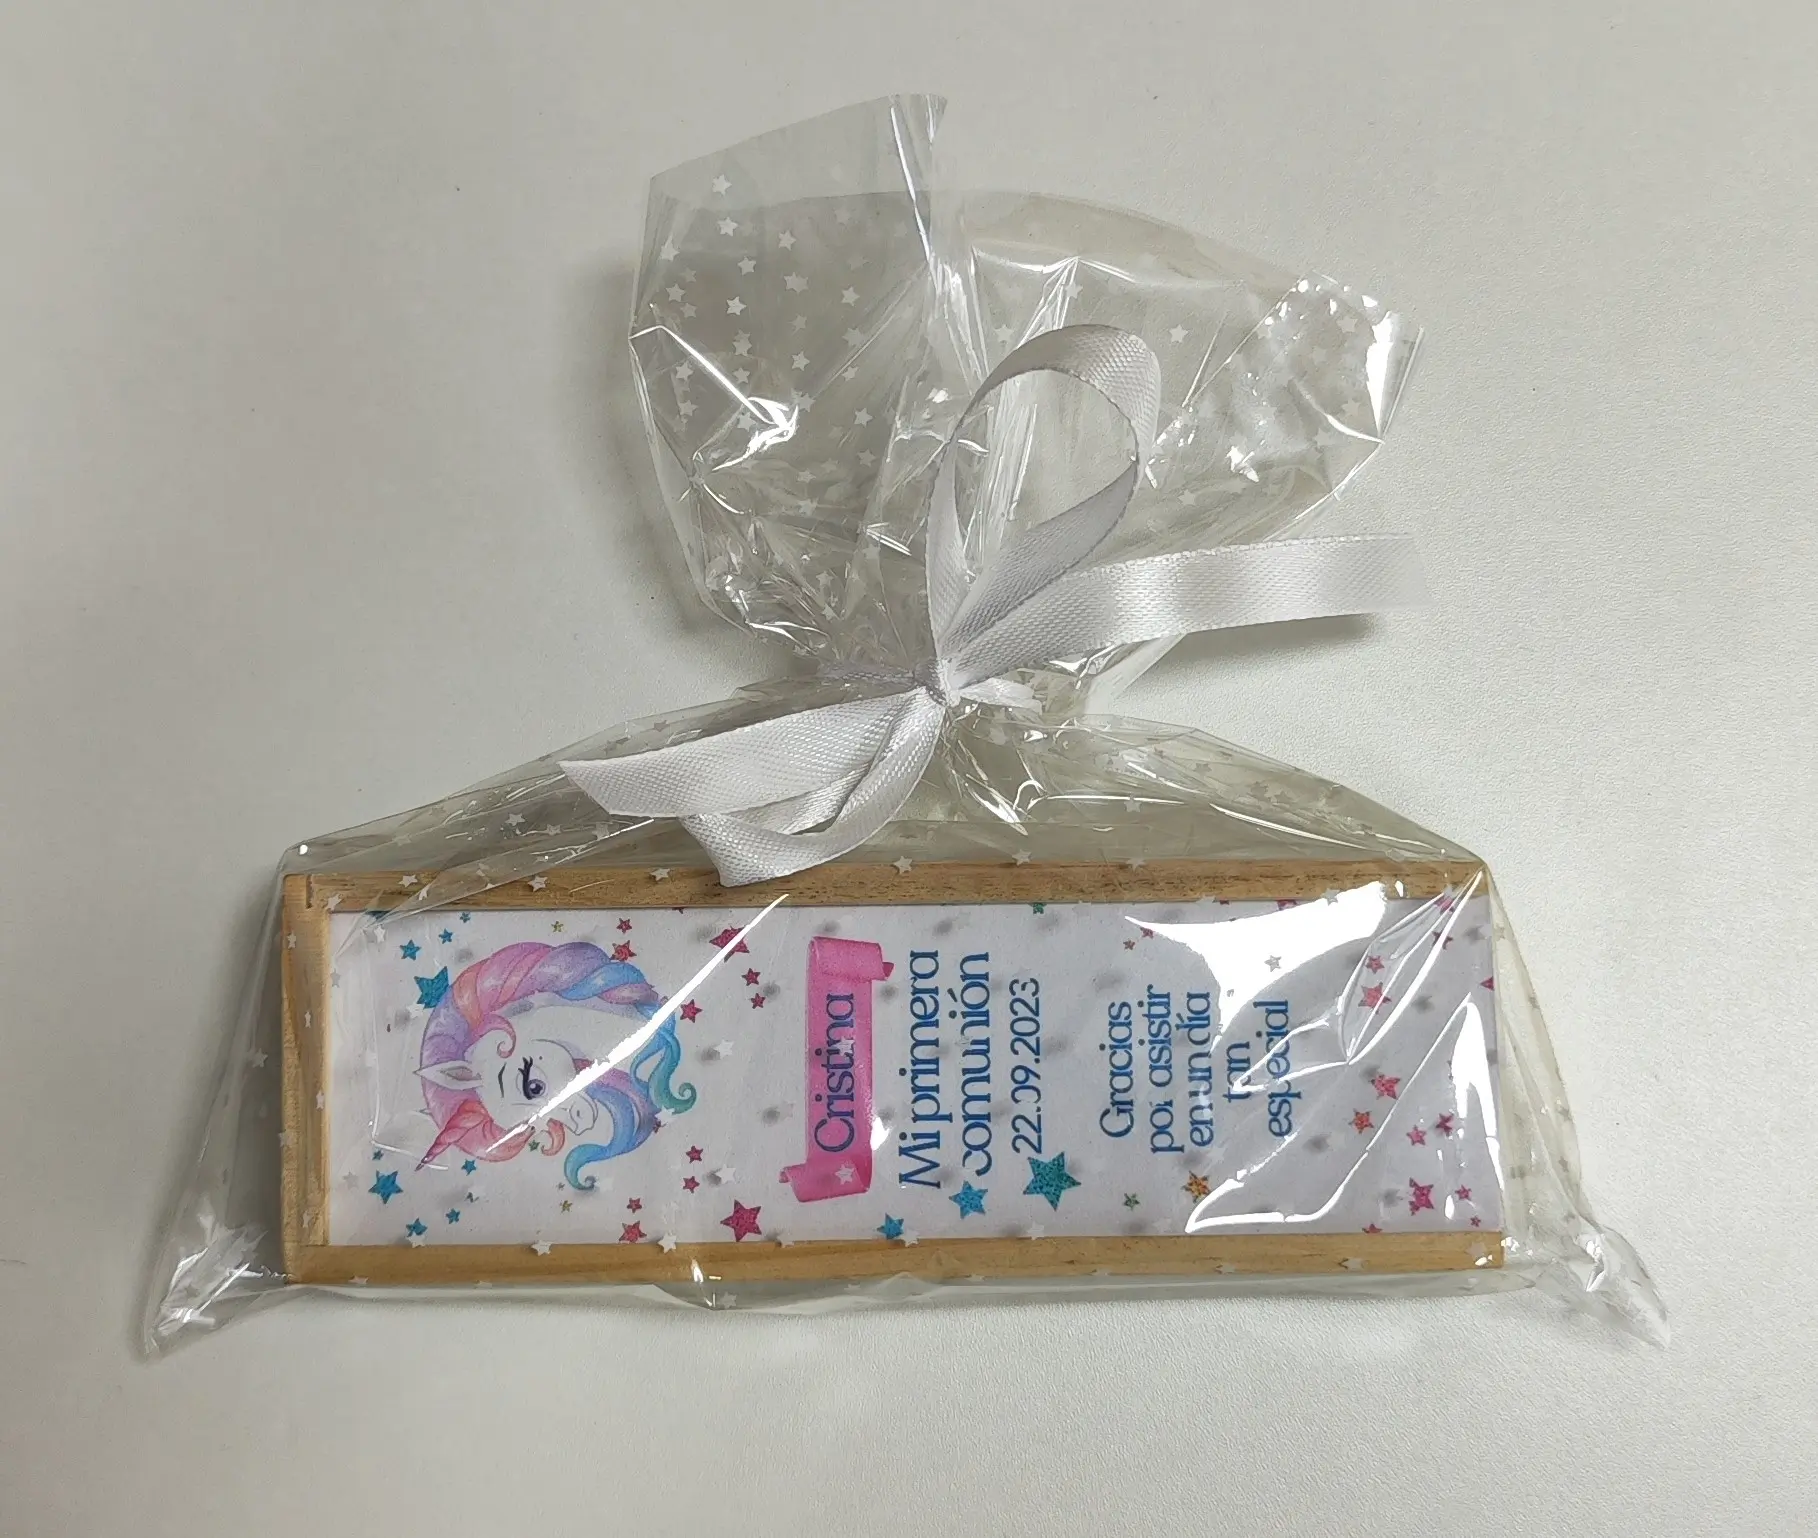 Cristina
Mi primera
comunión
22.09.2023
Gracias
por asistir
en un día
tan
especial